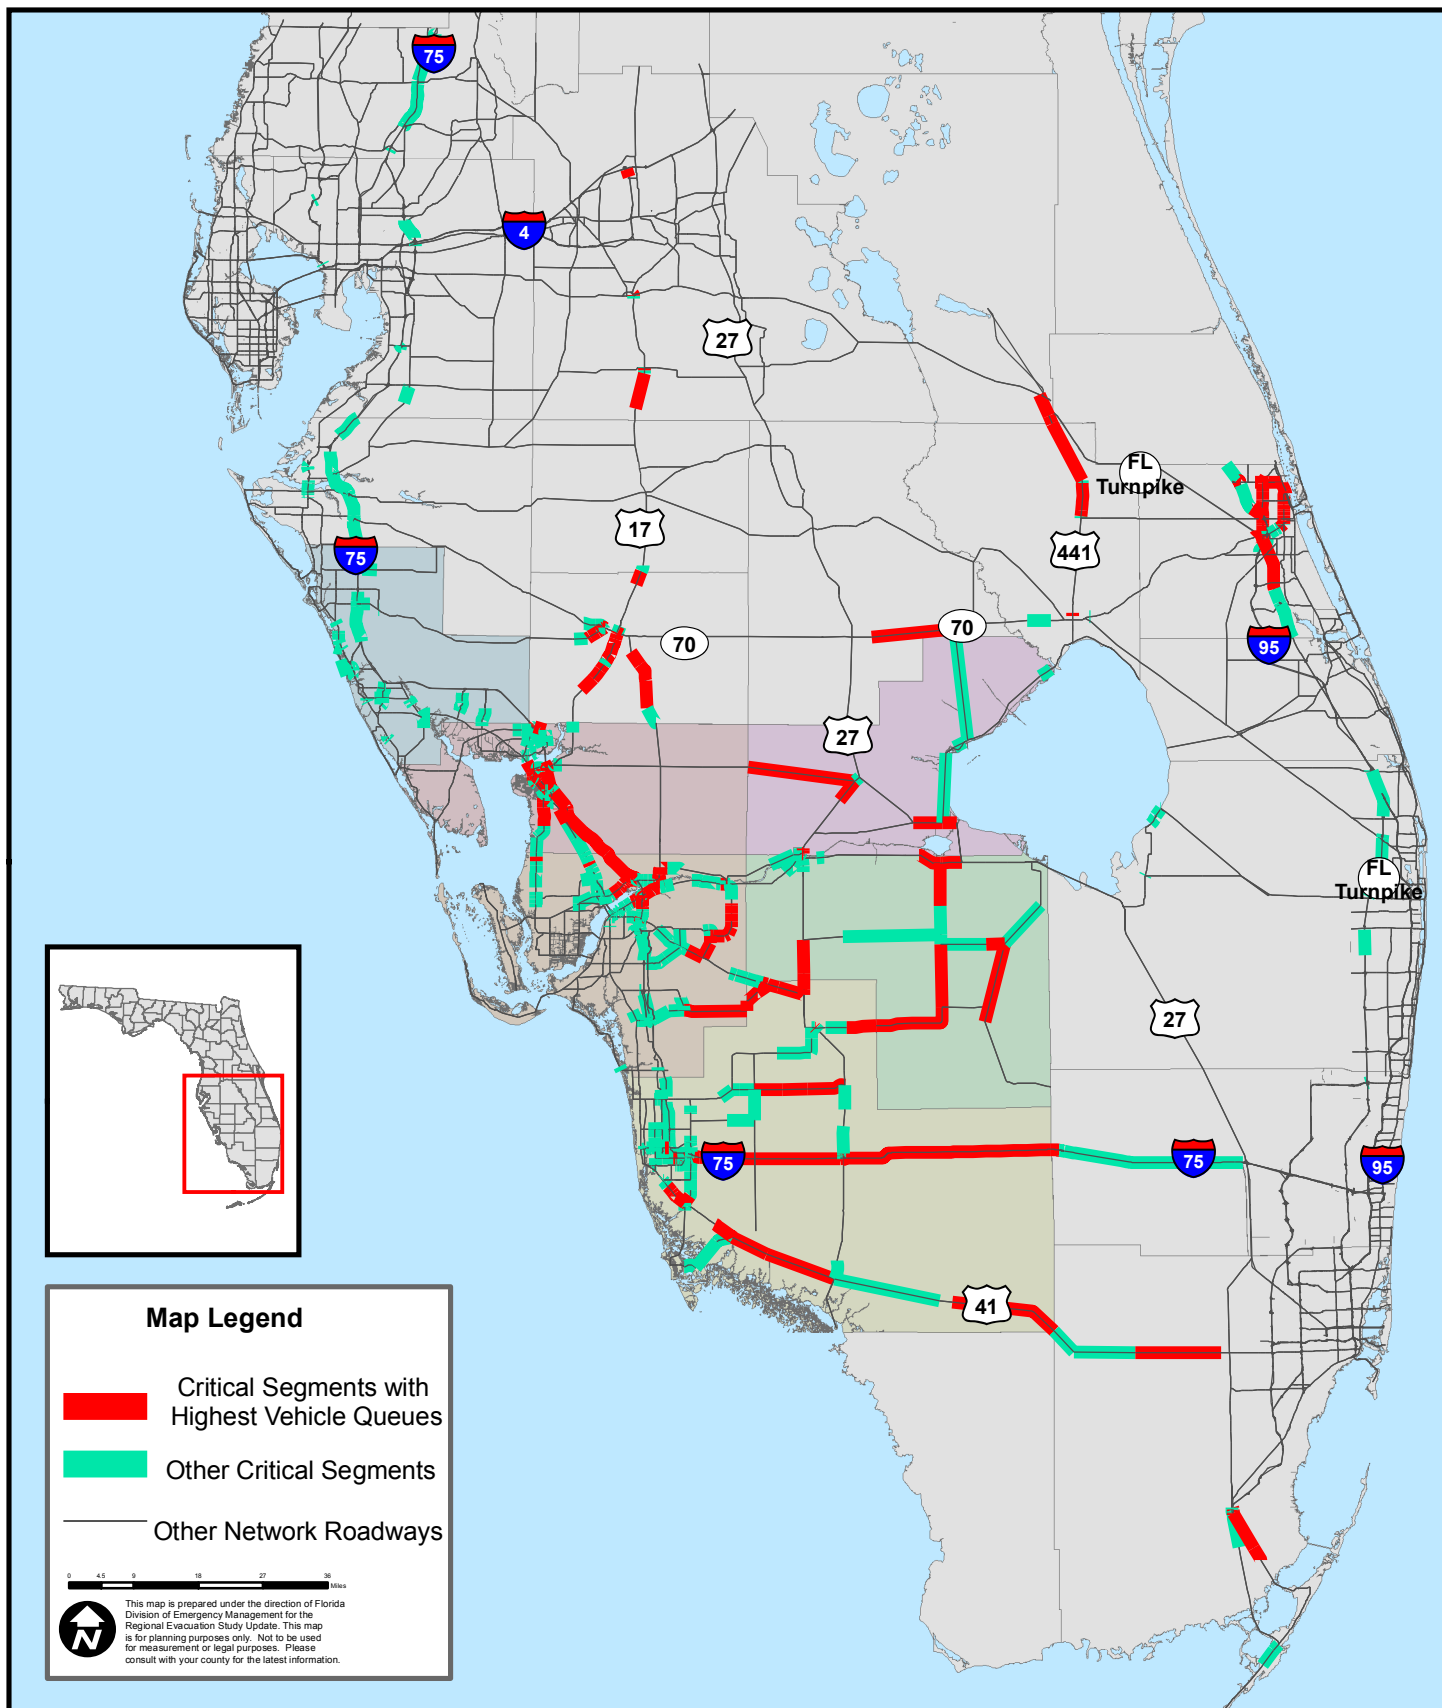 75
4
27
FL
Turnpike
17
441
75
70
70
95
27
FL
Turnpike
27
75
75
95
41
Map Legend
Critical Segments with
Highest Vehicle Queues
Other Critical Segments
Other Network Roadways
0 4.5 9 18 27 36
Miles
This map is prepared under the direction of Florida
Division of Emergency Management for the
Regional Evacuation Study Update. This map
is for planning purposes only. Not to be used
for measurement or legal purposes. Please
consult with your county for the latest information.
N